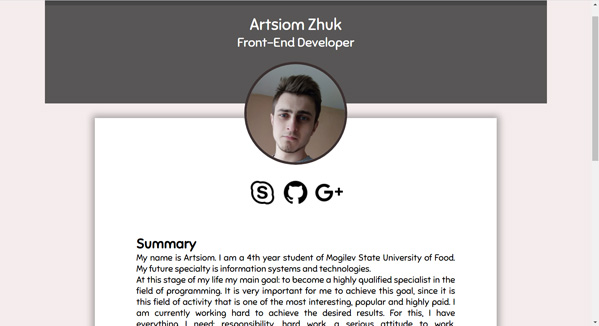 Artsiom Zhuk
Front-End Developer
G+
Summary
My name is Artsiom. I am a 4th year student of Mogilev State University of Food.
My future specialty is information systems and technologies.
At this stage of my life my main goal: to become a highly qualified specialist in the
field of programming. It is very important for me to achieve this goal, since it is
this field of activity that is one of the most interesting, popular and highly paid. I
am currently working hard to achieve the desired results. For this, I have
everything I need: responsibility, hard work, a serious attitude to work,